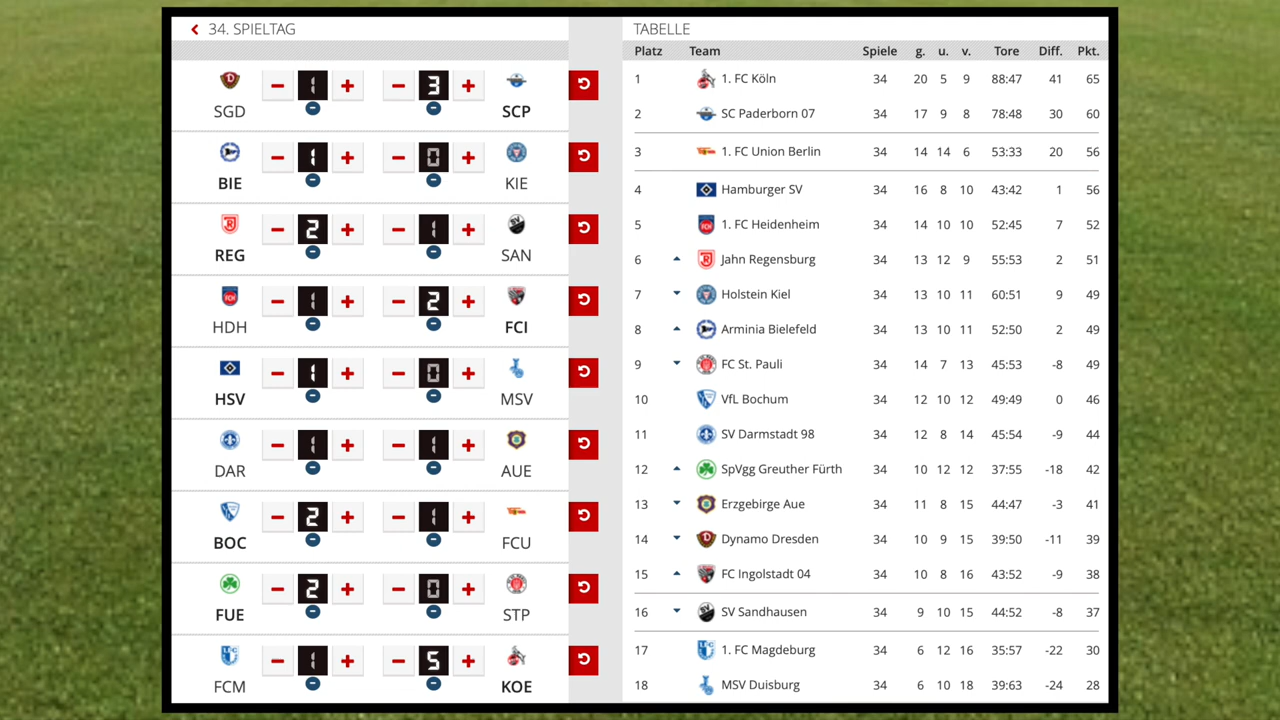 34. SPIELTAG
SGD 1 3 SCP
BIE 1 0 KIE
REG 2 1 SAN
HDH 1 2 FCI
HSV 1 0 MSV
DAR 1 1 AUE
BOC 2 1 FCU
FUE 2 0 STP
FCM 1 5 KOE
TABELLE
Platz Team Spiele g. u. v. Tore Diff. Pkt.
1 1. FC Köln 34 20 5 9 88:47 41 65
2 SC Paderborn 07 34 17 9 8 78:48 30 60
3 1. FC Union Berlin 34 14 14 6 53:33 20 56
4 Hamburger SV 34 16 8 10 43:42 1 56
5 1. FC Heidenheim 34 14 10 10 52:45 7 52
6 Jahn Regensburg 34 13 12 9 55:53 2 51
7 Holstein Kiel 34 13 10 11 60:51 9 49
8 Arminia Bielefeld 34 13 10 11 52:50 2 49
9 FC St. Pauli 34 14 7 13 45:53 -8 49
10 VfL Bochum 34 12 10 12 49:49 0 46
11 SV Darmstadt 98 34 12 8 14 45:54 -9 44
12 SpVgg Greuther Fürth 34 10 12 12 37:55 -18 42
13 Erzgebirge Aue 34 11 8 15 44:47 -3 41
14 Dynamo Dresden 34 10 9 15 39:50 -11 39
15 FC Ingolstadt 04 34 10 8 16 43:52 -9 38
16 SV Sandhausen 34 9 10 15 44:52 -8 37
17 1. FC Magdeburg 34 6 12 16 35:57 -22 30
18 MSV Duisburg 34 6 10 18 39:63 -24 28